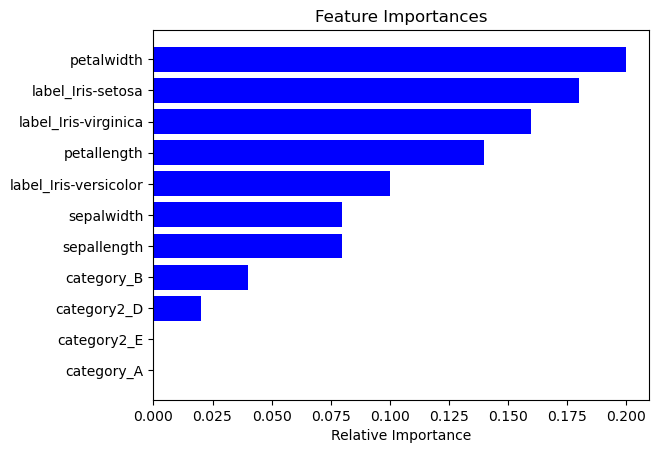 Feature Importances
petalwidth
label_Iris-setosa
label_Iris-virginica
petallength
label_Iris-versicolor
sepalwidth
sepallength
category_B
category2_D
category2_E
category_A
0.000 0.025 0.050 0.075 0.100 0.125 0.150 0.175 0.200
Relative Importance